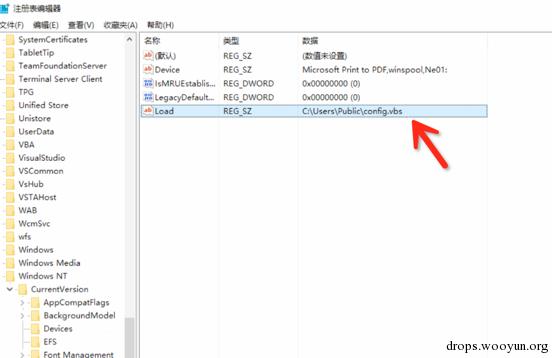 注册表编辑器
文件(F) 编辑(E) 查看(V) 收藏夹(A) 帮助(H)
SystemCertificates
TabletTip
TeamFoundationServer
Terminal Server Client
TPG
Unified Store
Unistore
UserData
VBA
VisualStudio
VSCommon
VsHub
VSTAHost
WAB
WcmSvc
wfs
Windows
Windows Media
Windows NT
CurrentVersion
AppCompatFlags
BackgroundModel
Devices
EFS
Font Management
名称 类型 数据
(默认) REG_SZ (数值未设置)
Device REG_SZ Microsoft Print to PDF,winspool,Ne01:
IsMRUEstablis... REG_DWORD 0x00000000 (0)
LegacyDefault... REG_DWORD 0x00000000 (0)
Load REG_SZ C:\Users\Public\config.vbs
drops.wooyun.org